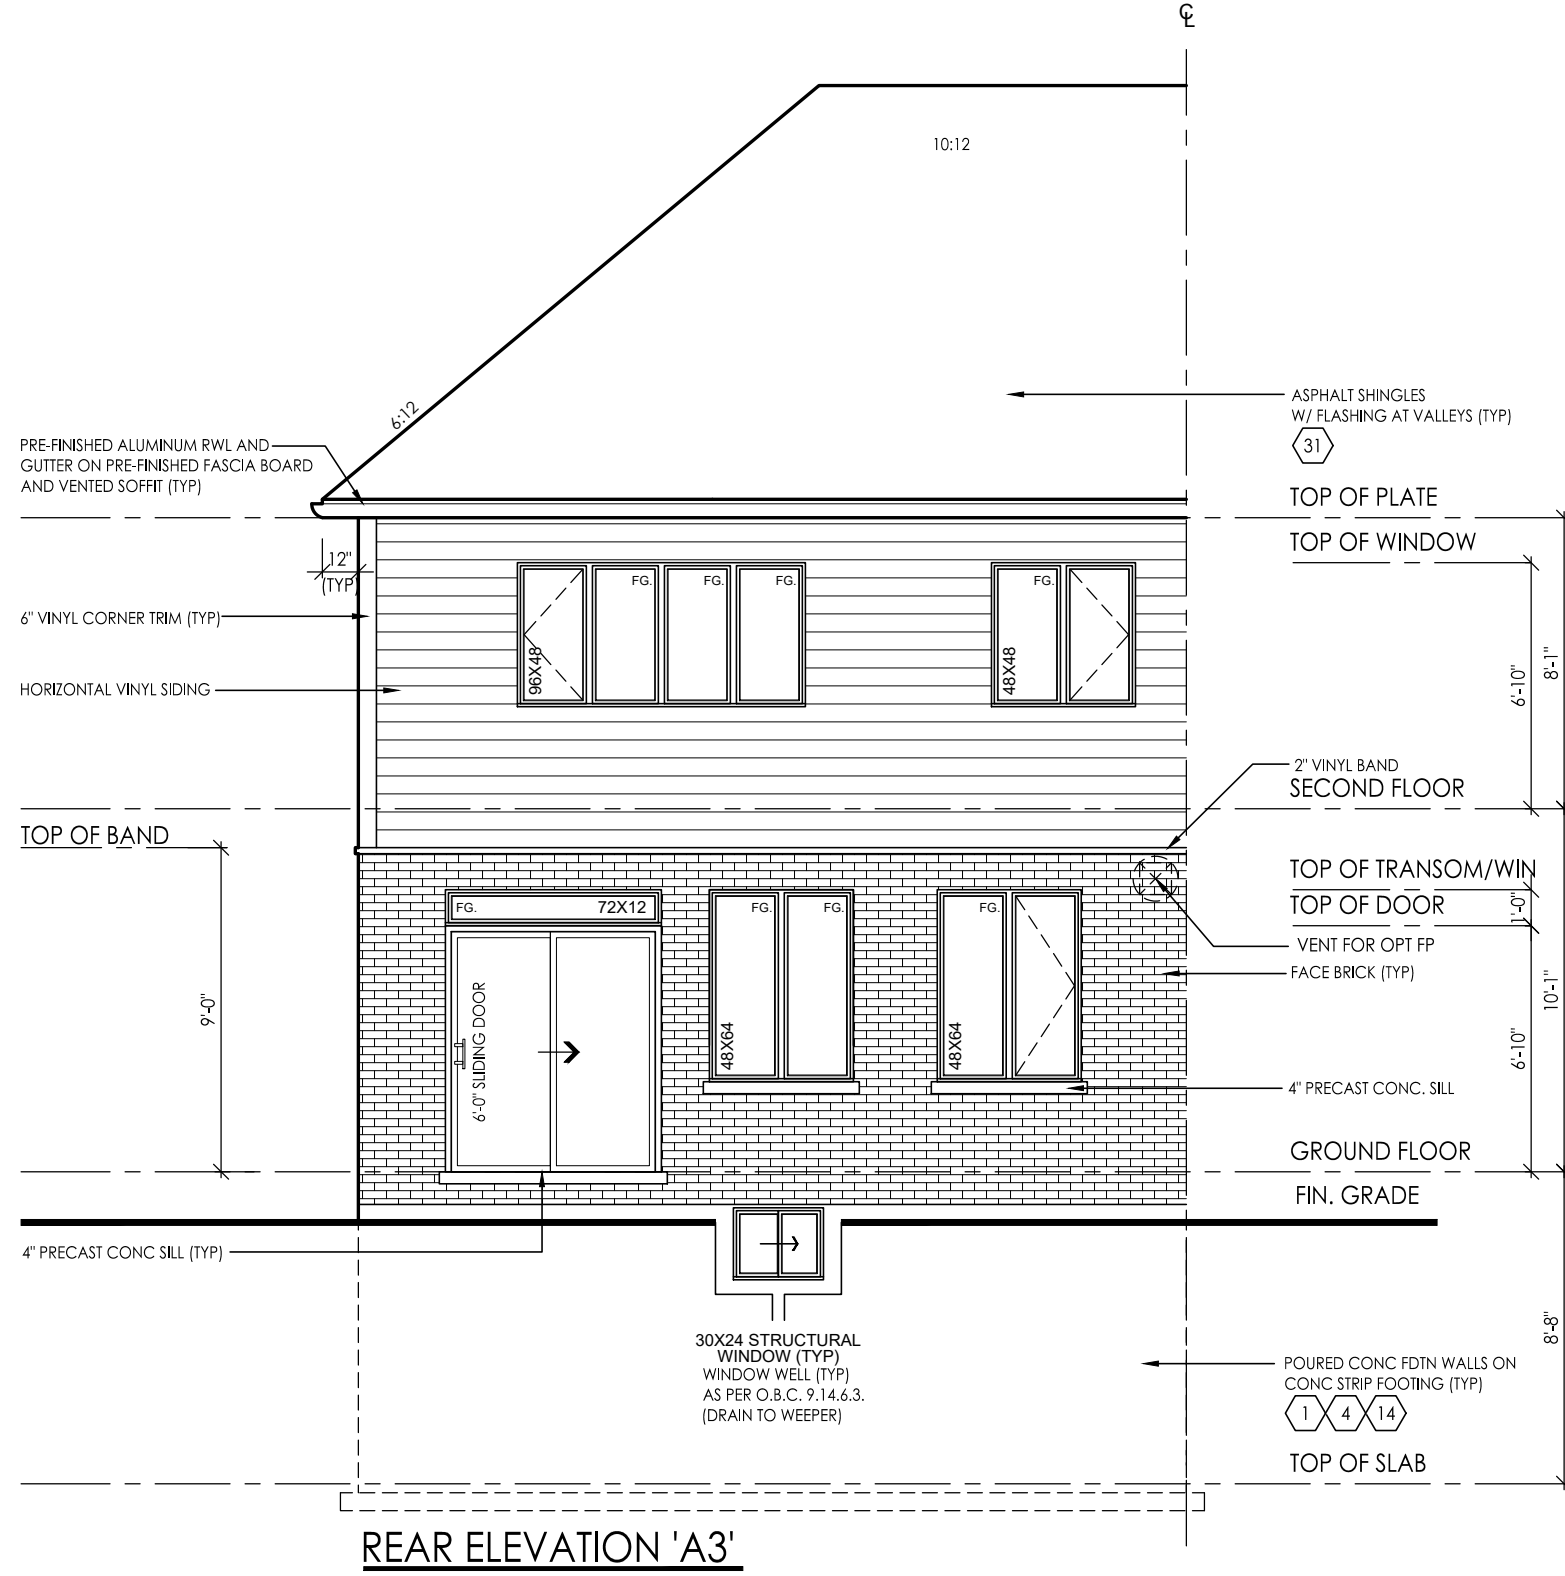 ℄
10:12
6:12
ASPHALT SHINGLES
W/ FLASHING AT VALLEYS (TYP)
31
PRE-FINISHED ALUMINUM RWL AND
GUTTER ON PRE-FINISHED FASCIA BOARD
AND VENTED SOFFIT (TYP)
TOP OF PLATE
TOP OF WINDOW
12"
(TYP)
FG.
FG.
FG.
FG.
6" VINYL CORNER TRIM (TYP)
96X48
48X48
HORIZONTAL VINYL SIDING
6'-10"
8'-1"
2" VINYL BAND
SECOND FLOOR
TOP OF BAND
TOP OF TRANSOM/WIN
FG.
72X12
FG.
FG.
FG.
TOP OF DOOR
1'-0"
VENT FOR OPT FP
FACE BRICK (TYP)
9'-0"
6'-0" SLIDING DOOR
48X64
48X64
6'-10"
10'-1"
4" PRECAST CONC. SILL
GROUND FLOOR
FIN. GRADE
4" PRECAST CONC SILL (TYP)
30X24 STRUCTURAL
WINDOW (TYP)
WINDOW WELL (TYP)
AS PER O.B.C. 9.14.6.3.
(DRAIN TO WEEPER)
8'-8"
POURED CONC FDTN WALLS ON
CONC STRIP FOOTING (TYP)
1 4 14
TOP OF SLAB
REAR ELEVATION 'A3'